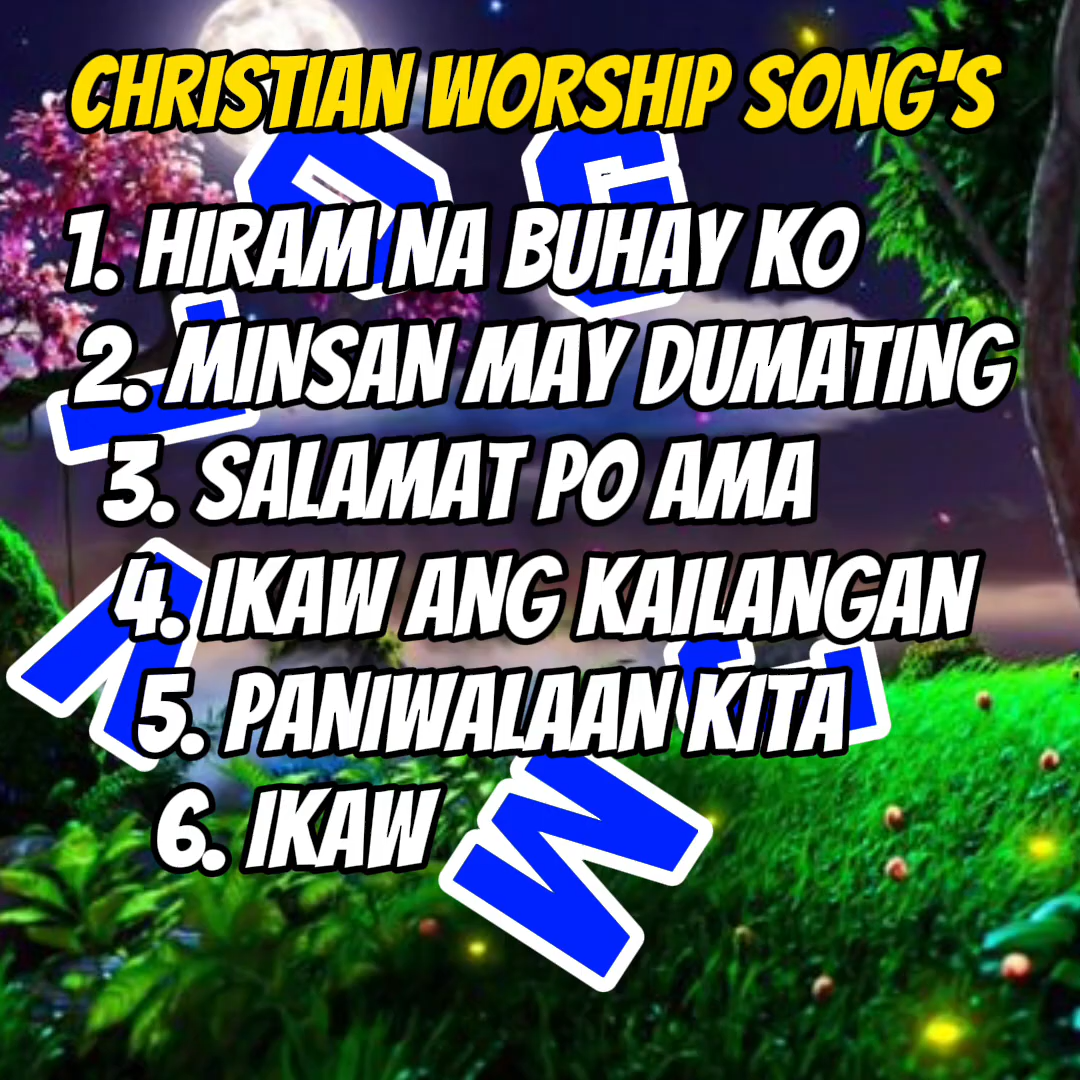 CHRISTIAN WORSHIP SONG'S
1. HIRAM NA BUHAY KO
2. MINSAN MAY DUMATING
3. SALAMAT PO AMA
4. IKAW ANG KAILANGAN
5. PANIWALAAN KITA
6. IKAW